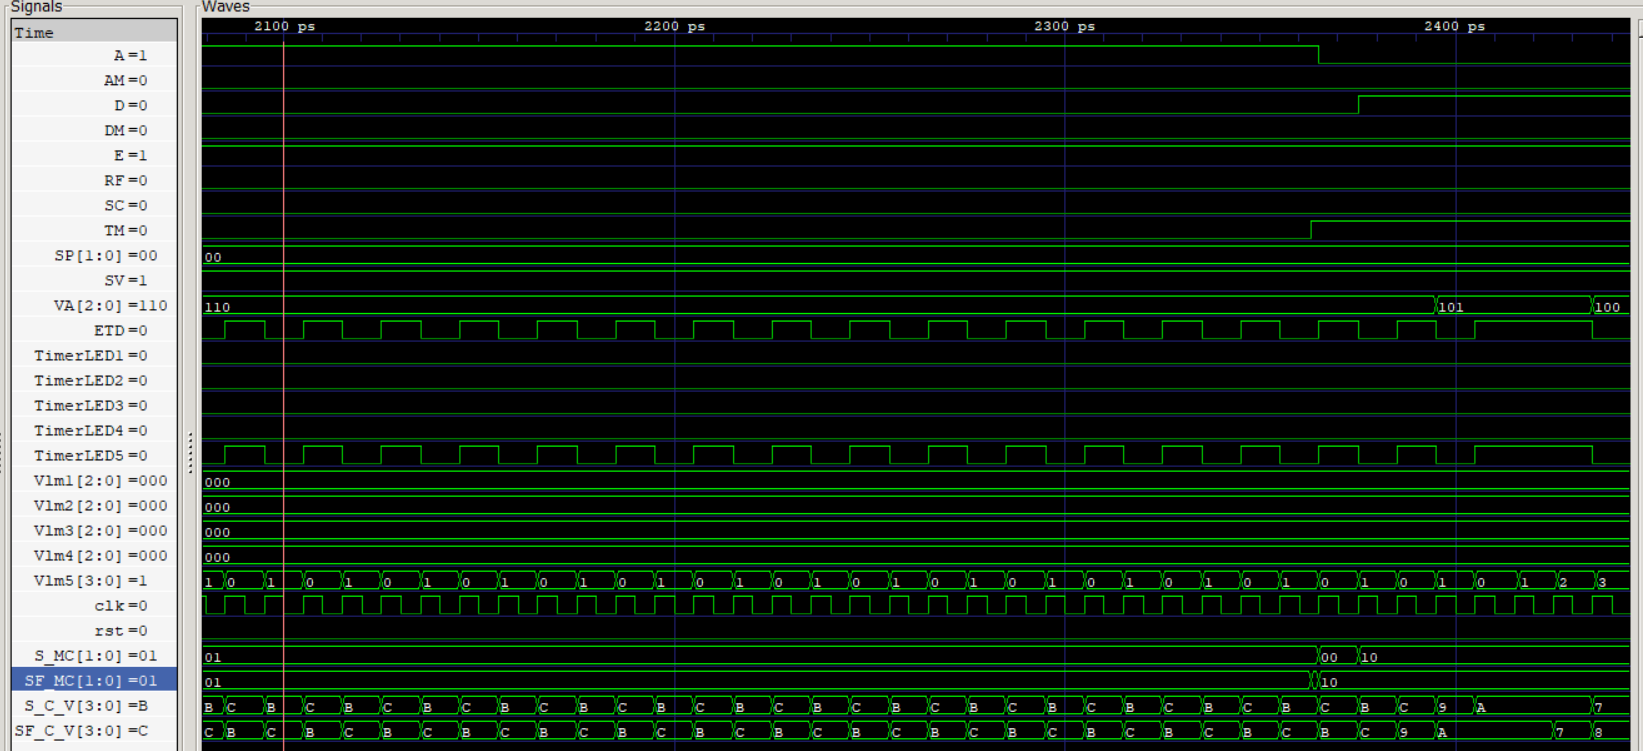 Signals
Waves
Time
2100 ps 2200 ps 2300 ps 2400 ps
A=1
AM=0
D=0
DM=0
E=1
RF=0
SC=0
TM=0
SP[1:0]=00 00
SV=1
VA[2:0]=110 110 101 100
ETD=0
TimerLED1=0
TimerLED2=0
TimerLED3=0
TimerLED4=0
TimerLED5=0
Vlm1[2:0]=000 000
Vlm2[2:0]=000 000
Vlm3[2:0]=000 000
Vlm4[2:0]=000 000
Vlm5[3:0]=1 1 0 1 0 1 0 1 0 1 0 1 0 1 0 1 0 1 0 1 0 1 0 1 0 1 0 1 0 1 0 1 0 1 0 1 2 3
clk=0
rst=0
S_MC[1:0]=01 01 00 10
SF_MC[1:0]=01 01 10
S_C_V[3:0]=B B C B C B C B C B C B C B C B C B C B C B C B C B C B C B C B C 9 A 7
SF_C_V[3:0]=C C B C B C B C B C B C B C B C B C B C B C B C B C B C B C B C 9 A 7 8